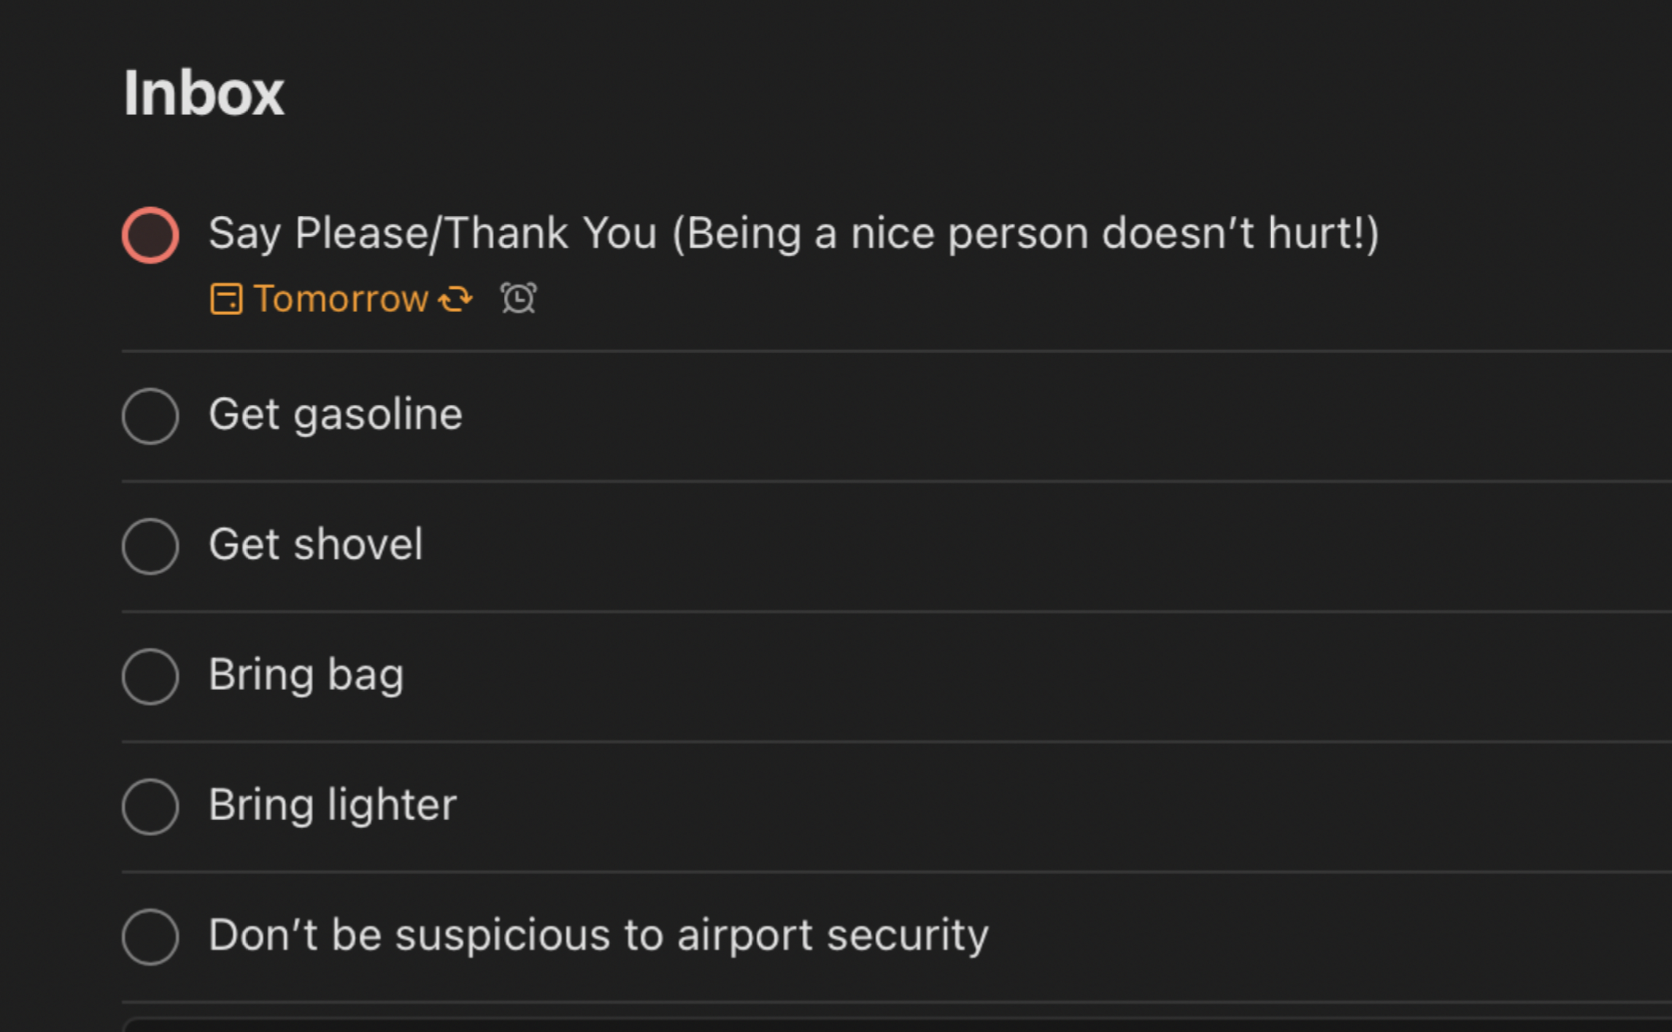 Inbox
Say Please/Thank You (Being a nice person doesn’t hurt!)
Tomorrow
Get gasoline
Get shovel
Bring bag
Bring lighter
Don’t be suspicious to airport security